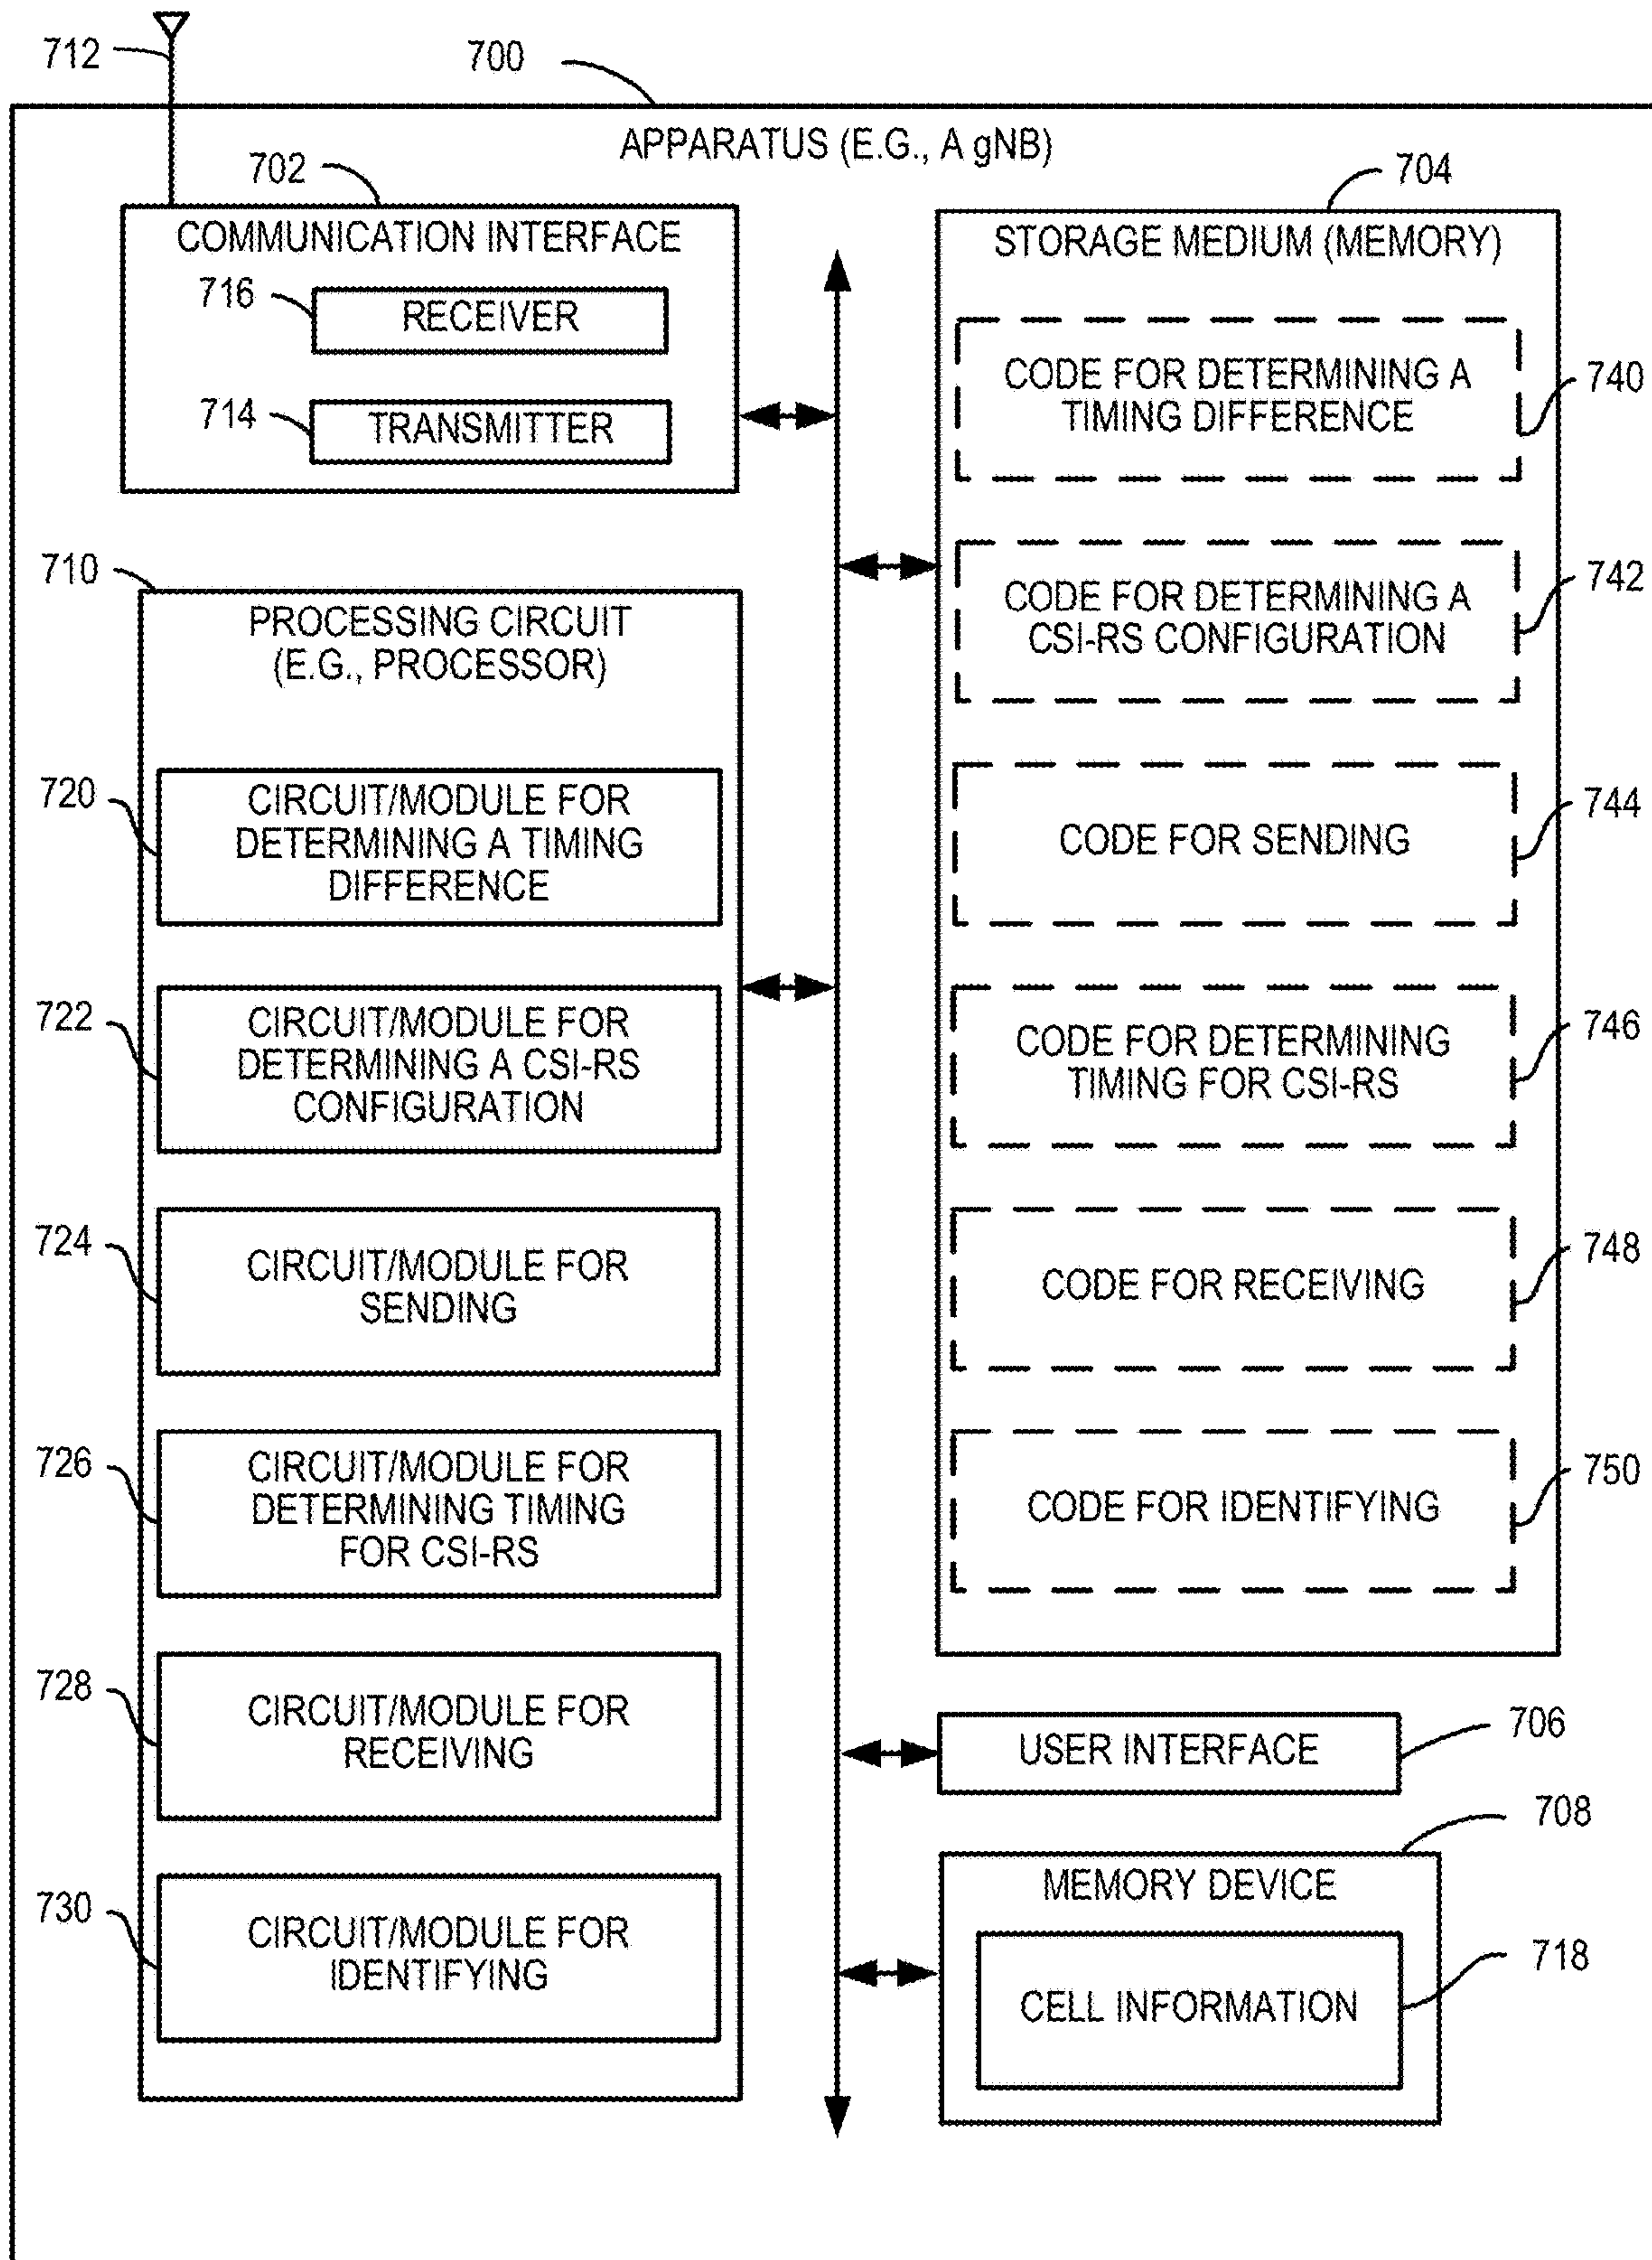 712
700
APPARATUS (E.G., A gNB)
702
COMMUNICATION INTERFACE
716
RECEIVER
714
TRANSMITTER
704
STORAGE MEDIUM (MEMORY)
CODE FOR DETERMINING A
TIMING DIFFERENCE
740
CODE FOR DETERMINING A
CSI-RS CONFIGURATION
742
CODE FOR SENDING
744
CODE FOR DETERMINING
TIMING FOR CSI-RS
746
CODE FOR RECEIVING
748
CODE FOR IDENTIFYING
750
710
PROCESSING CIRCUIT
(E.G., PROCESSOR)
720
CIRCUIT/MODULE FOR
DETERMINING A TIMING
DIFFERENCE
722
CIRCUIT/MODULE FOR
DETERMINING A CSI-RS
CONFIGURATION
724
CIRCUIT/MODULE FOR
SENDING
726
CIRCUIT/MODULE FOR
DETERMINING TIMING
FOR CSI-RS
728
CIRCUIT/MODULE FOR
RECEIVING
730
CIRCUIT/MODULE FOR
IDENTIFYING
USER INTERFACE
706
708
MEMORY DEVICE
718
CELL INFORMATION